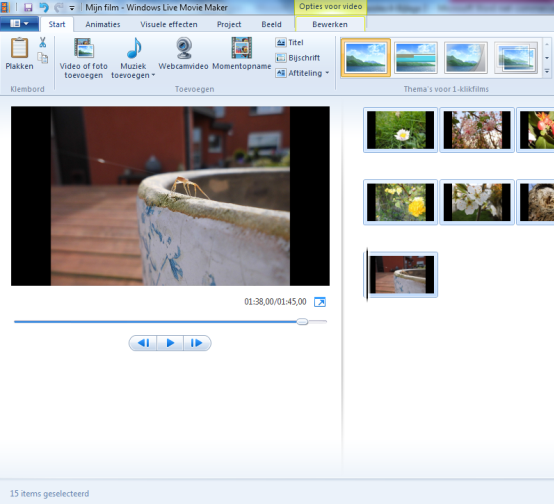 Mijn film - Windows Live Movie Maker
Opties voor video
Start Animaties Visuele effecten Project Beeld Bewerken
Plakken
Video of foto toevoegen
Muziek toevoegen
Webcamvideo
Momentopname
Titel
Bijschrift
Aftiteling
Klembord
Toevoegen
Thema's voor 1-klikfilms
01:38,00/01:45,00
15 items geselecteerd